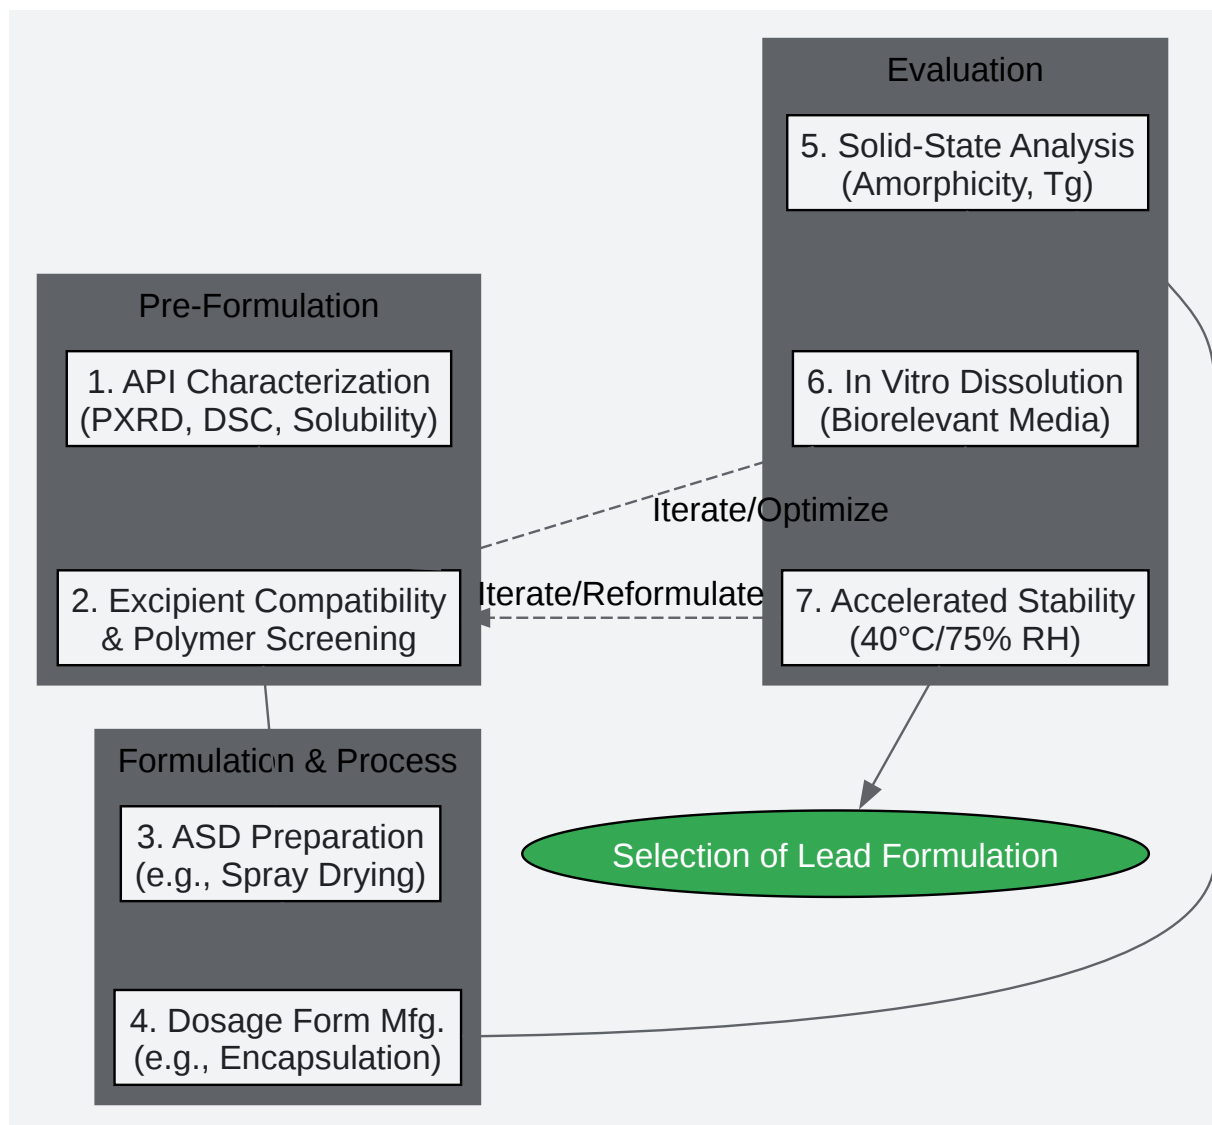 Pre-Formulation
1. API Characterization
(PXRD, DSC, Solubility)
2. Excipient Compatibility
& Polymer Screening
Formulation & Process
3. ASD Preparation
(e.g., Spray Drying)
4. Dosage Form Mfg.
(e.g., Encapsulation)
Evaluation
5. Solid-State Analysis
(Amorphicity, Tg)
6. In Vitro Dissolution
(Biorelevant Media)
7. Accelerated Stability
(40°C/75% RH)
Iterate/Optimize
Iterate/Reformulate
Selection of Lead Formulation